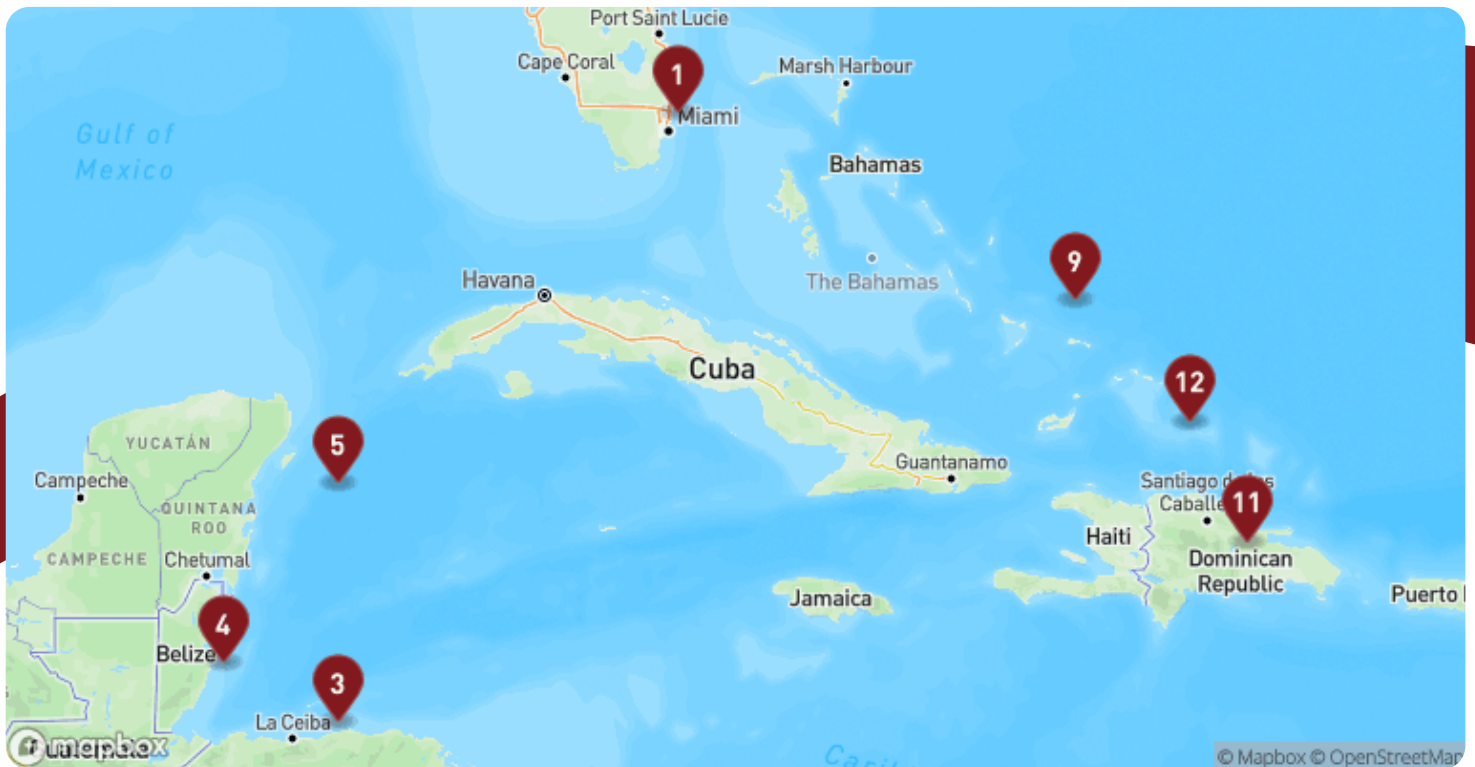 Port Saint Lucie
Cape Coral
1
Marsh Harbour
Miami
Gulf of
Mexico
Bahamas
9
Havana
The Bahamas
Cuba
12
5
YUCATÁN
Campeche
Guantanamo
Santiago de los
11
QUINTANA
ROO
Haiti
CAMPECHE
Chetumal
Dominican
Republic
Jamaica
Puerto
4
Belize
3
La Ceiba
mapbox
© Mapbox © OpenStreetMap